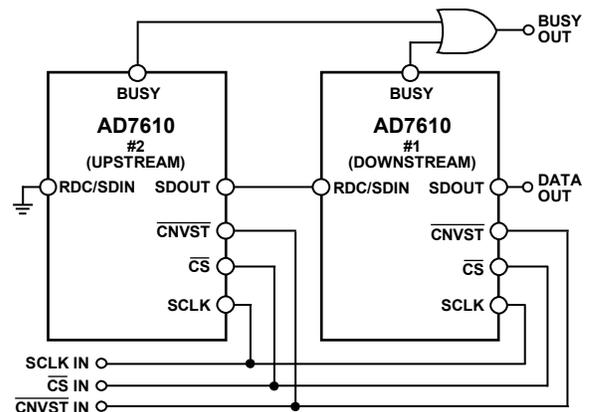 BUSY
OUT
BUSY
BUSY
AD7610
#2
(UPSTREAM)
AD7610
#1
(DOWNSTREAM)
RDC/SDIN
SDOUT
RDC/SDIN
SDOUT
DATA
OUT
CNVST
CNVST
CS
CS
SCLK
SCLK
SCLK IN
CS IN
CNVST IN